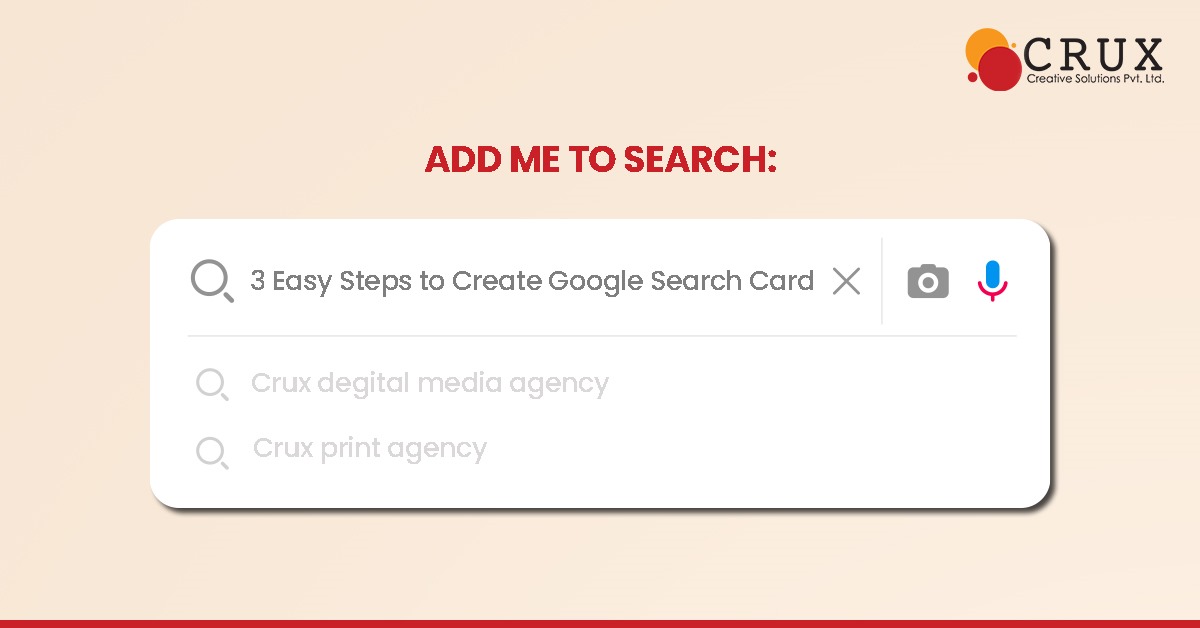 CRUX
Creative Solutions Pvt. Ltd.
ADD ME TO SEARCH:
3 Easy Steps to Create Google Search Card
Crux degital media agency
Crux print agency